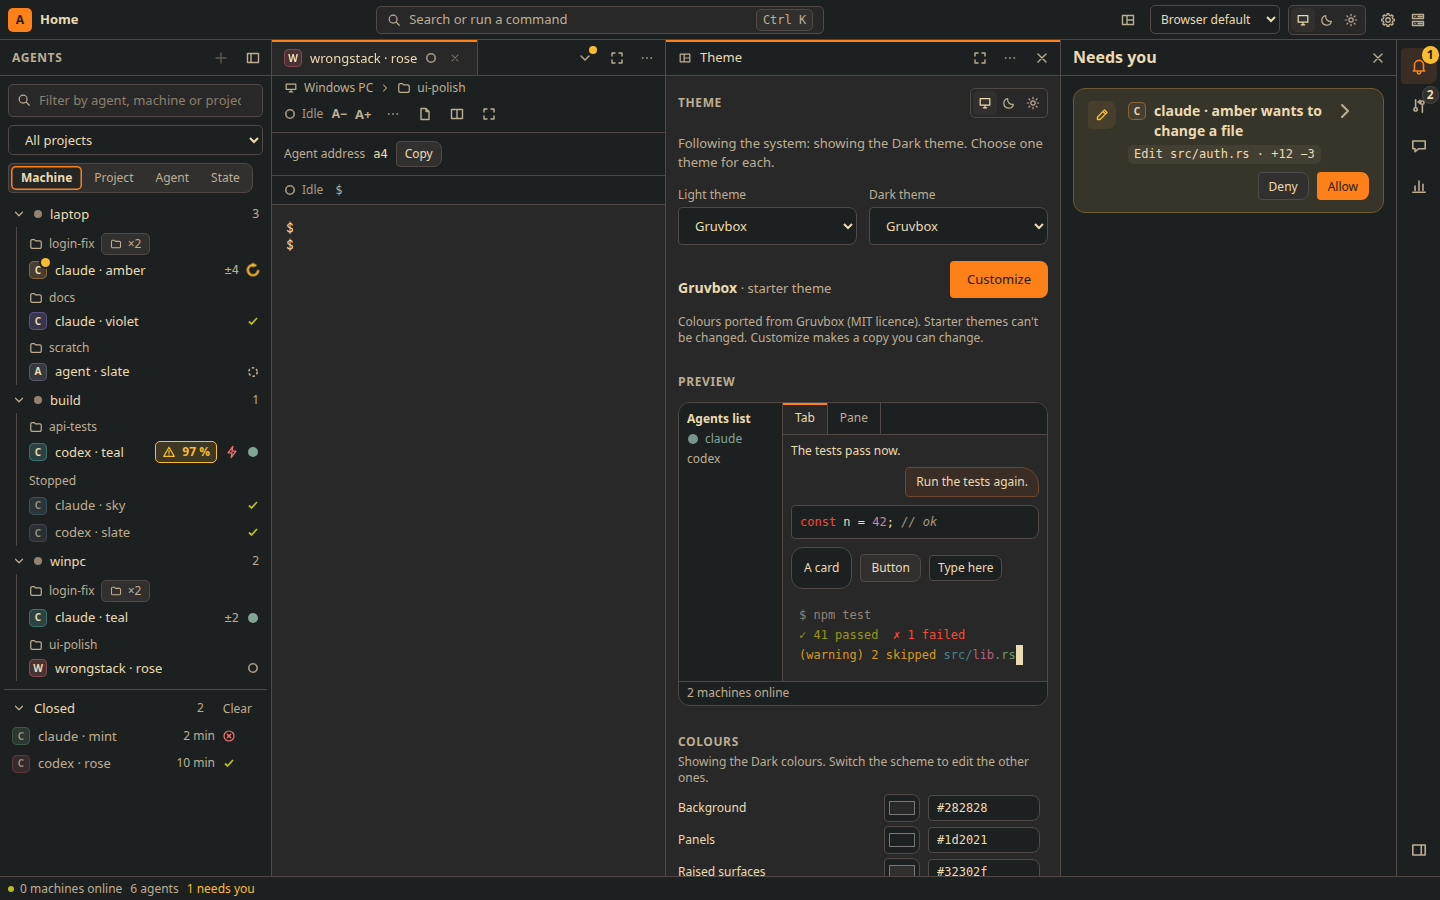 A Home
Search or run a command Ctrl K
Browser default
AGENTS
Filter by agent, machine or project
All projects
Machine Project Agent State
laptop 3
login-fix ×2
C claude · amber ±4
docs
C claude · violet
scratch
A agent · slate
build 1
api-tests
C codex · teal 97 %
Stopped
C claude · sky
C codex · slate
winpc 2
login-fix ×2
C claude · teal ±2
ui-polish
W wrongstack · rose
Closed 2 Clear
C claude · mint 2 min
C codex · rose 10 min
W wrongstack · rose
Windows PC ui-polish
Idle A− A+ ···
Agent address a4 Copy
Idle $
$
$
Theme
THEME
Following the system: showing the Dark theme. Choose one
theme for each.
Light theme Dark theme
Gruvbox Gruvbox
Gruvbox · starter theme Customize
Colours ported from Gruvbox (MIT licence). Starter themes can't
be changed. Customize makes a copy you can change.
PREVIEW
Agents list
claude
codex
Tab Pane
The tests pass now.
Run the tests again.
const n = 42; // ok
A card Button Type here
$ npm test
✓ 41 passed ✗ 1 failed
(warning) 2 skipped src/lib.rs
2 machines online
COLOURS
Showing the Dark colours. Switch the scheme to edit the other
ones.
Background #282828
Panels #1d2021
Raised surfaces #32302f
Needs you
C claude · amber wants to
change a file
Edit src/auth.rs · +12 −3
Deny Allow
1
2
0 machines online 6 agents 1 needs you